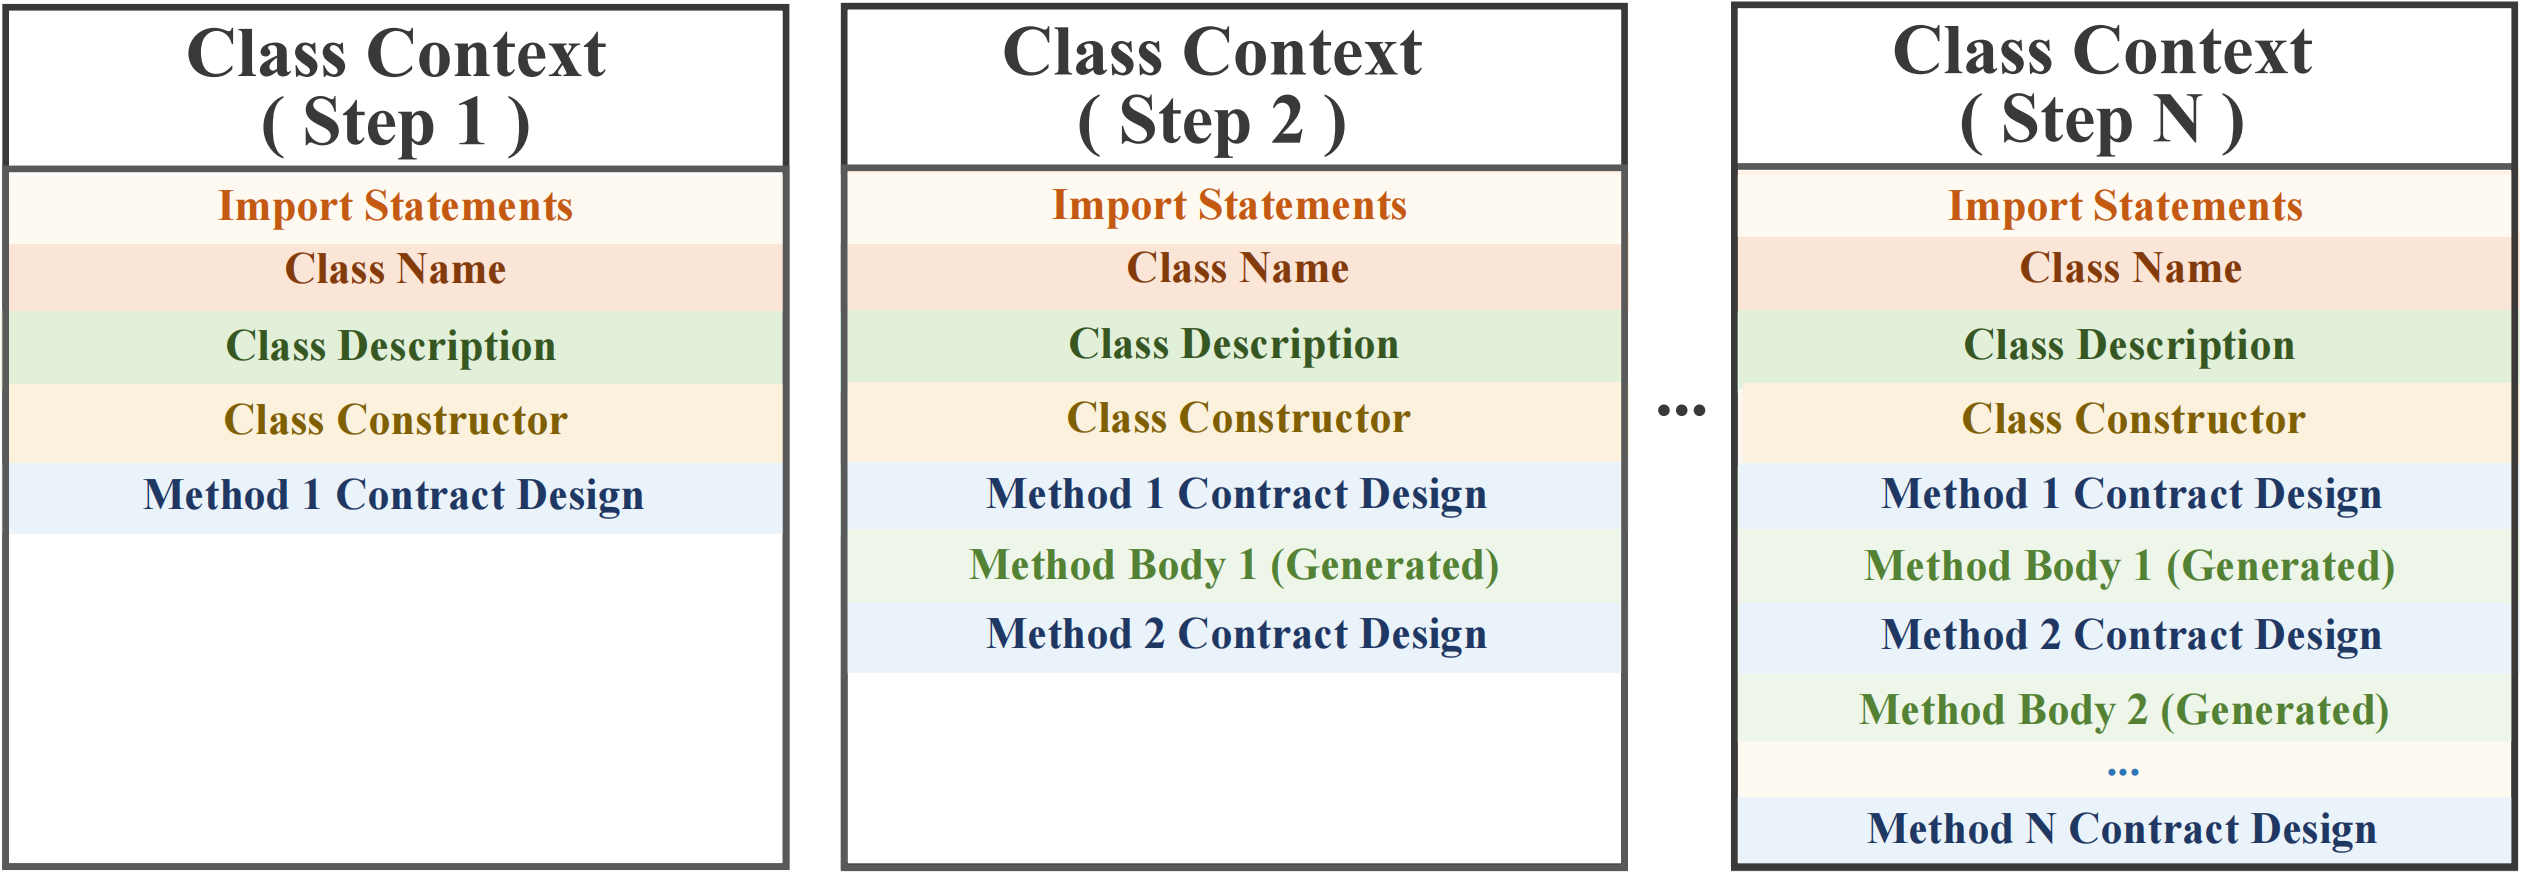 Class Context
( Step 1 )
Import Statements
Class Name
Class Description
Class Constructor
Method 1 Contract Design
Class Context
( Step 2 )
Import Statements
Class Name
Class Description
Class Constructor
Method 1 Contract Design
Method Body 1 (Generated)
Method 2 Contract Design
...
Class Context
( Step N )
Import Statements
Class Name
Class Description
Class Constructor
Method 1 Contract Design
Method Body 1 (Generated)
Method 2 Contract Design
Method Body 2 (Generated)
...
Method N Contract Design